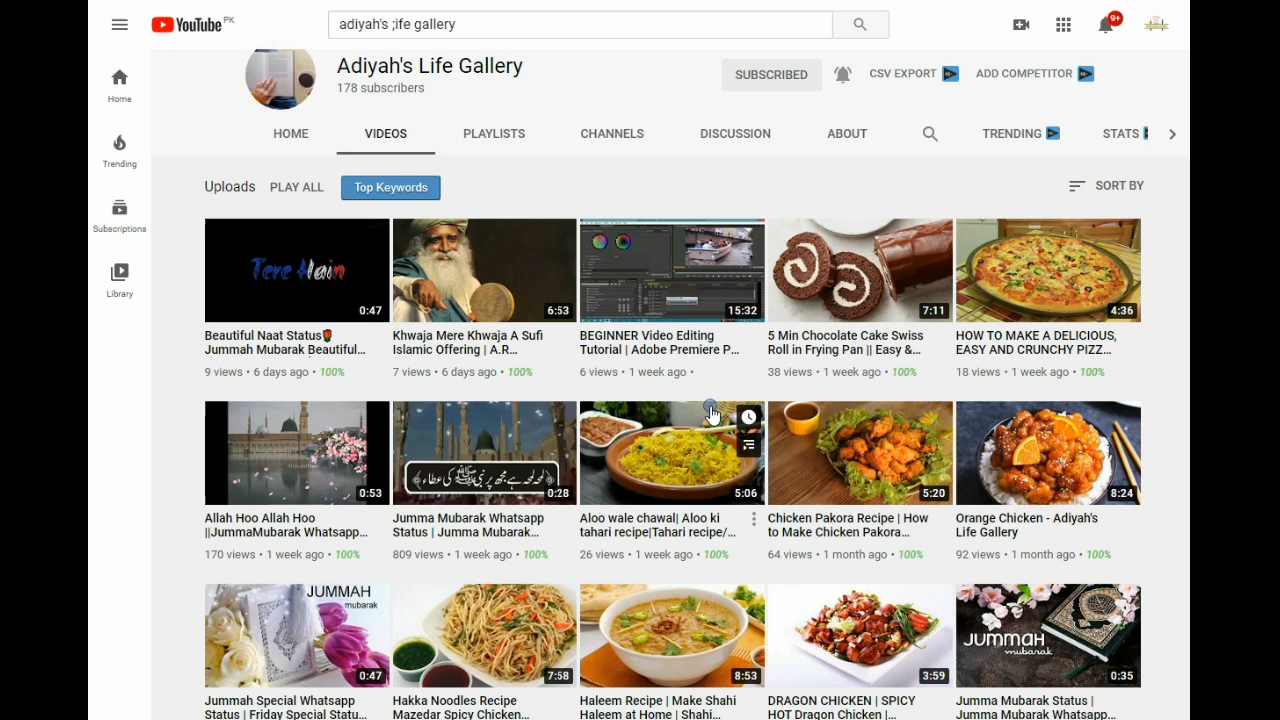 YouTube PK
adiyah's ;ife gallery
9+
Home
Trending
Subscriptions
Library
Adiyah's Life Gallery
178 subscribers
SUBSCRIBED
CSV EXPORT
ADD COMPETITOR
HOME
VIDEOS
PLAYLISTS
CHANNELS
DISCUSSION
ABOUT
TRENDING
STATS
Uploads
PLAY ALL
Top Keywords
SORT BY
Tere Hain
0:47
6:53
15:32
7:11
4:36
Beautiful Naat Status🌹
Jummah Mubarak Beautiful...
9 views • 6 days ago • 100%
Khwaja Mere Khwaja A Sufi
Islamic Offering | A.R...
7 views • 6 days ago • 100%
BEGINNER Video Editing
Tutorial | Adobe Premiere P...
6 views • 1 week ago •
5 Min Chocolate Cake Swiss
Roll in Frying Pan || Easy &...
38 views • 1 week ago • 100%
HOW TO MAKE A DELICIOUS,
EASY AND CRUNCHY PIZZ...
18 views • 1 week ago • 100%
0:53
لمحہ لمحہ ہے مجھ پر نبی ﷺ کی عطاء
0:28
5:06
5:20
8:24
Allah Hoo Allah Hoo
||JummaMubarak Whatsapp...
170 views • 1 week ago • 100%
Jumma Mubarak Whatsapp
Status | Jumma Mubarak...
809 views • 1 week ago • 100%
Aloo wale chawal| Aloo ki
tahari recipe|Tahari recipe/...
26 views • 1 week ago • 100%
Chicken Pakora Recipe | How
to Make Chicken Pakora...
64 views • 1 month ago • 100%
Orange Chicken - Adiyah's
Life Gallery
92 views • 1 month ago • 100%
JUMMAH
mubarak
0:47
7:58
8:53
3:59
JUMMAH
mubarak
0:35
Jummah Special Whatsapp
Status | Friday Special Statu...
Hakka Noodles Recipe
Mazedar Spicy Chicken...
Haleem Recipe | Make Shahi
Haleem at Home | Shahi...
DRAGON CHICKEN | SPICY
HOT Dragon Chicken |
Jumma Mubarak Status |
Jumma Mubarak Whatsapp...